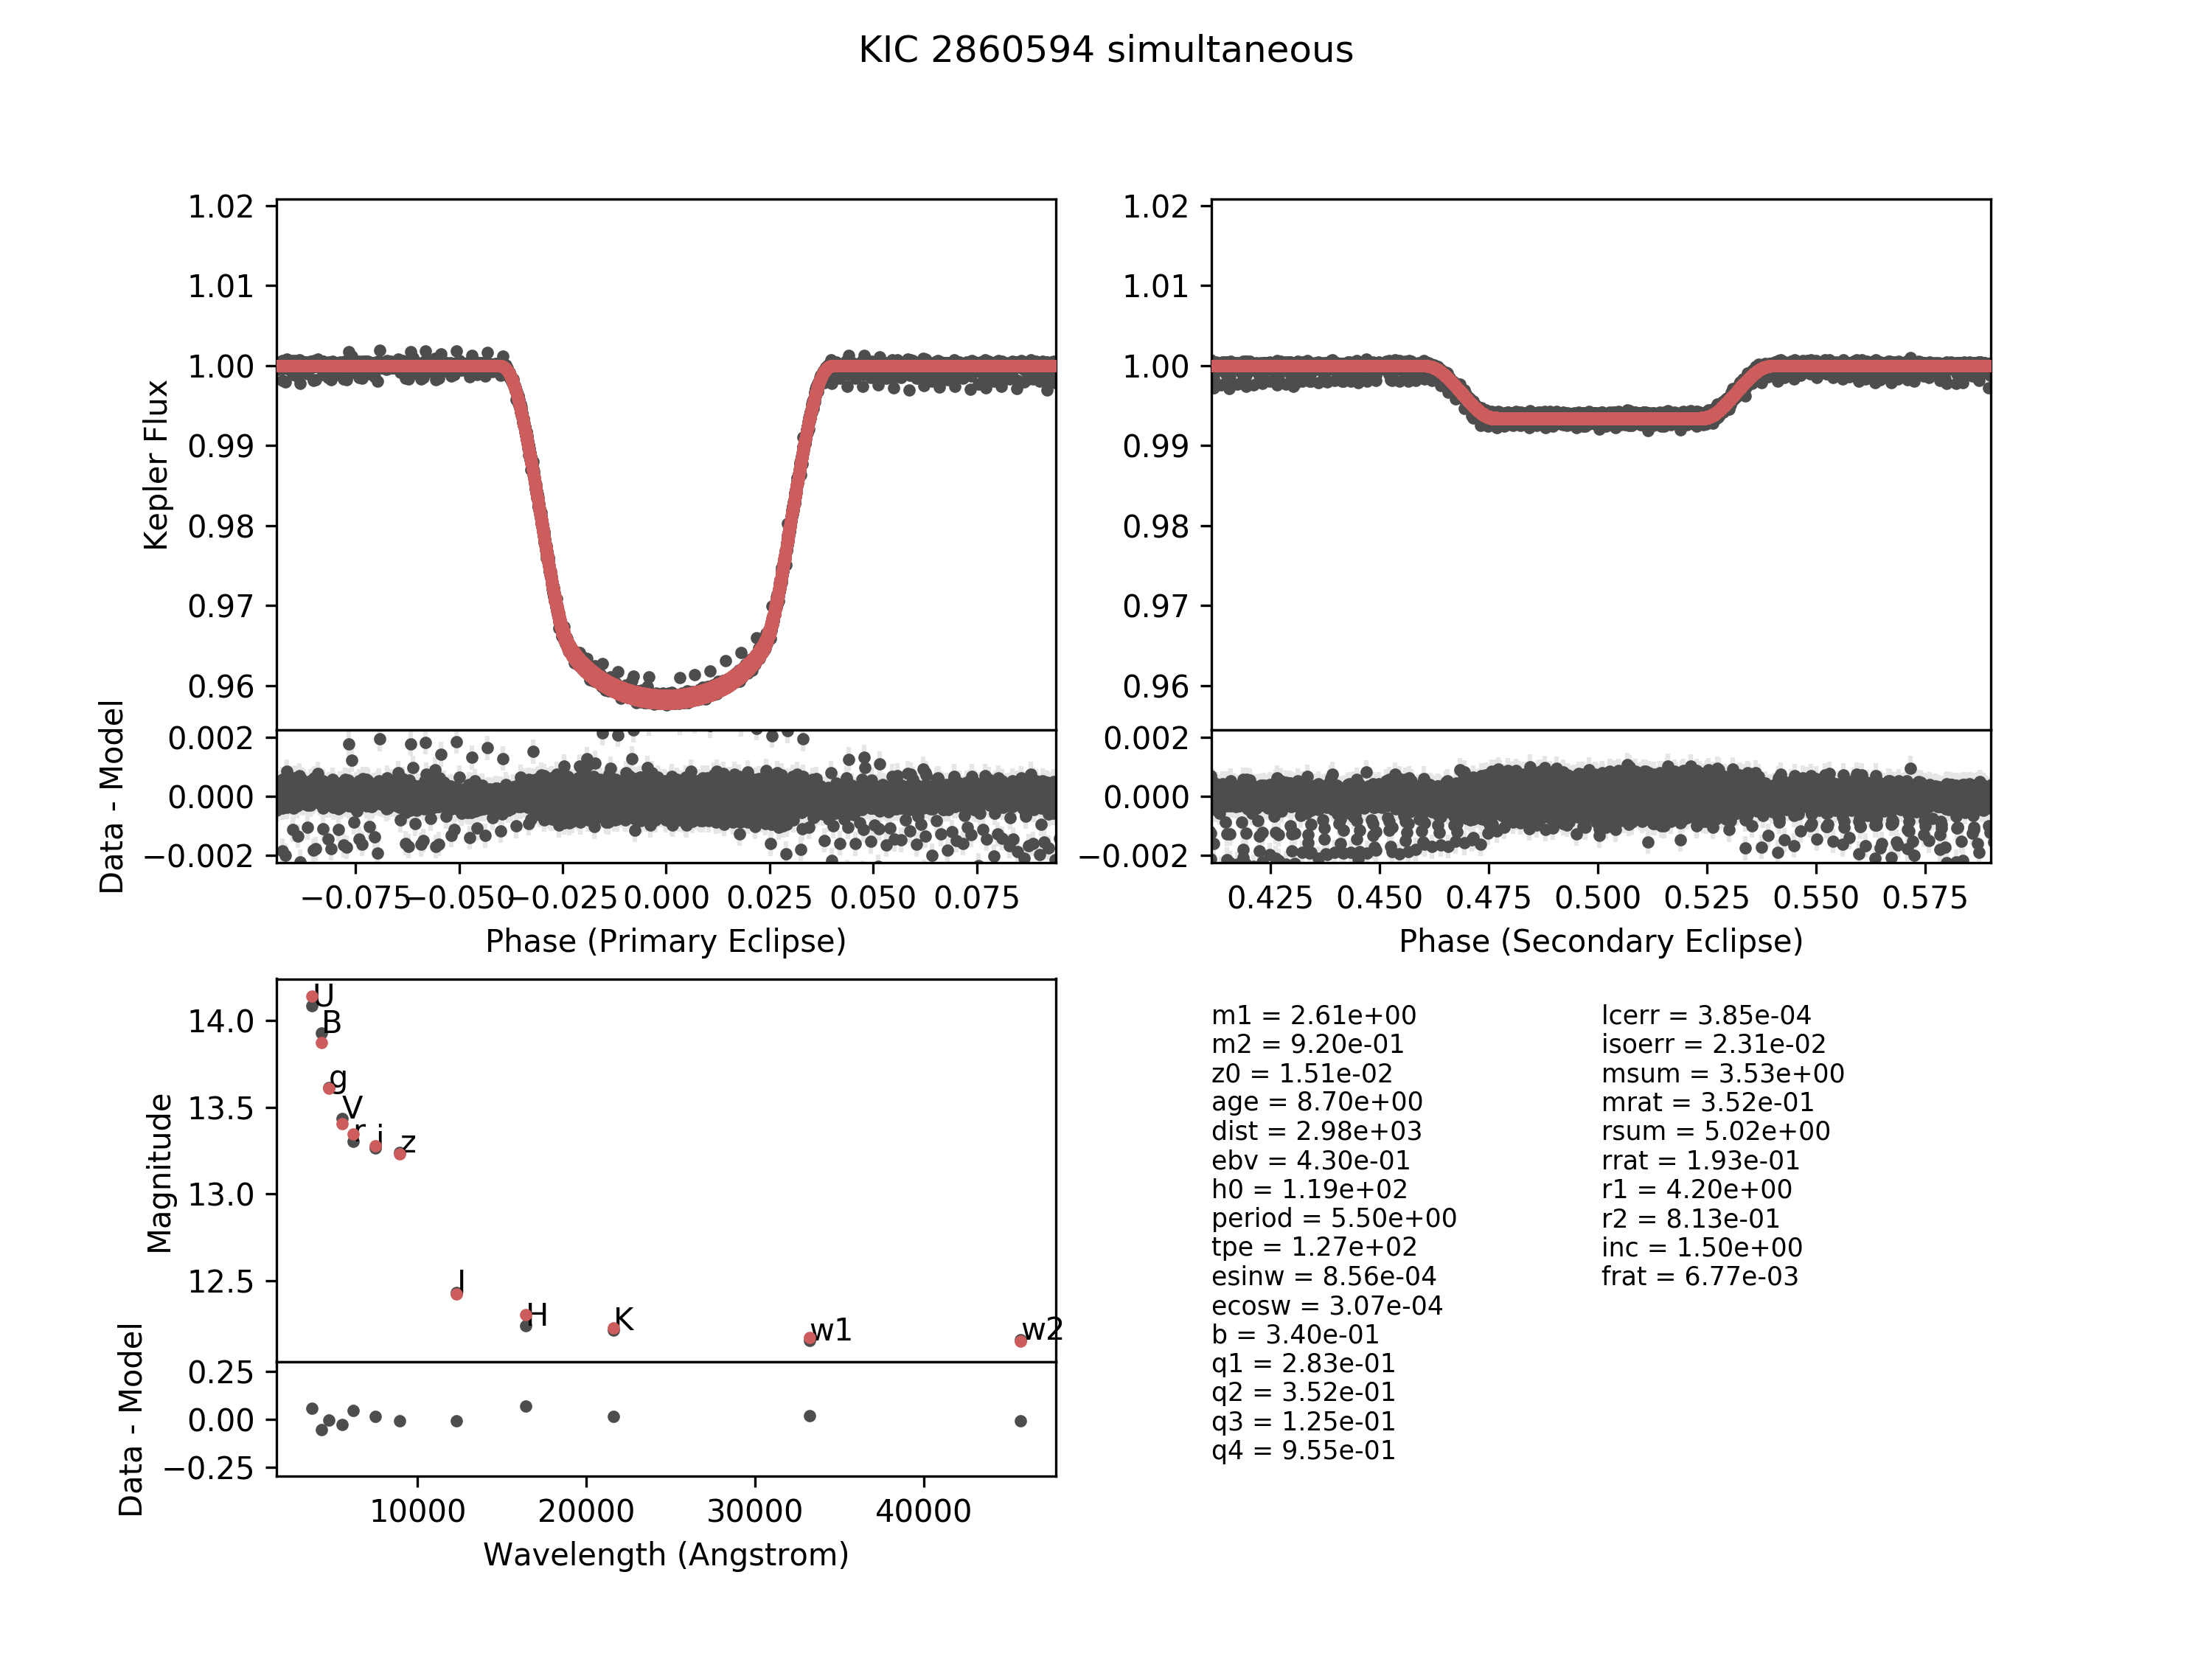 KIC 2860594 simultaneous
1.02
1.01
1.00
0.99
0.98
0.97
0.96
Kepler Flux
0.002
0.000
−0.002
Data - Model
−0.075
−0.050
−0.025
0.000
0.025
0.050
0.075
Phase (Primary Eclipse)
1.02
1.01
1.00
0.99
0.98
0.97
0.96
0.002
0.000
−0.002
0.425
0.450
0.475
0.500
0.525
0.550
0.575
Phase (Secondary Eclipse)
14.0
13.5
13.0
12.5
Magnitude
U
B
g
V
r
i
z
J
H
K
w1
w2
0.25
0.00
−0.25
Data - Model
10000
20000
30000
40000
Wavelength (Angstrom)
m1 = 2.61e+00
m2 = 9.20e-01
z0 = 1.51e-02
age = 8.70e+00
dist = 2.98e+03
ebv = 4.30e-01
h0 = 1.19e+02
period = 5.50e+00
tpe = 1.27e+02
esinw = 8.56e-04
ecosw = 3.07e-04
b = 3.40e-01
q1 = 2.83e-01
q2 = 3.52e-01
q3 = 1.25e-01
q4 = 9.55e-01
lcerr = 3.85e-04
isoerr = 2.31e-02
msum = 3.53e+00
mrat = 3.52e-01
rsum = 5.02e+00
rrat = 1.93e-01
r1 = 4.20e+00
r2 = 8.13e-01
inc = 1.50e+00
frat = 6.77e-03